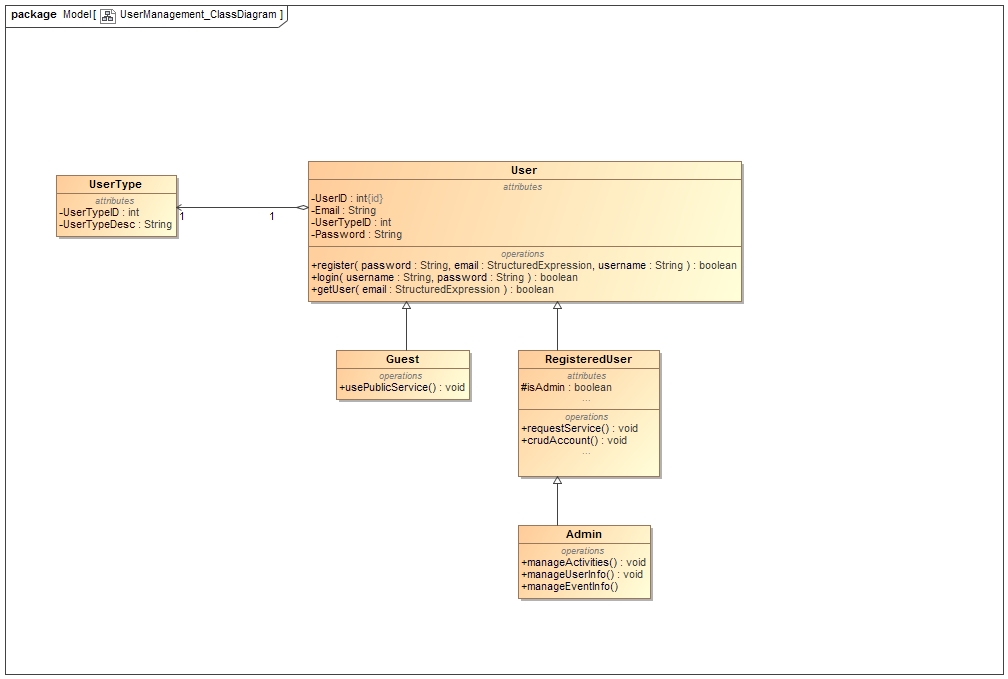 package Model[ UserManagement_ClassDiagram ]
User
attributes
-UserID : int{id}
-Email : String
-UserTypeID : int
-Password : String
operations
+register( password : String, email : StructuredExpression, username : String ) : boolean
+login( username : String, password : String ) : boolean
+getUser( email : StructuredExpression ) : boolean
UserType
attributes
-UserTypeID : int
-UserTypeDesc : String
1
1
Guest
operations
+usePublicService() : void
RegisteredUser
attributes
#isAdmin : boolean
...
operations
+requestService() : void
+crudAccount() : void
...
Admin
operations
+manageActivities() : void
+manageUserInfo() : void
+manageEventInfo()